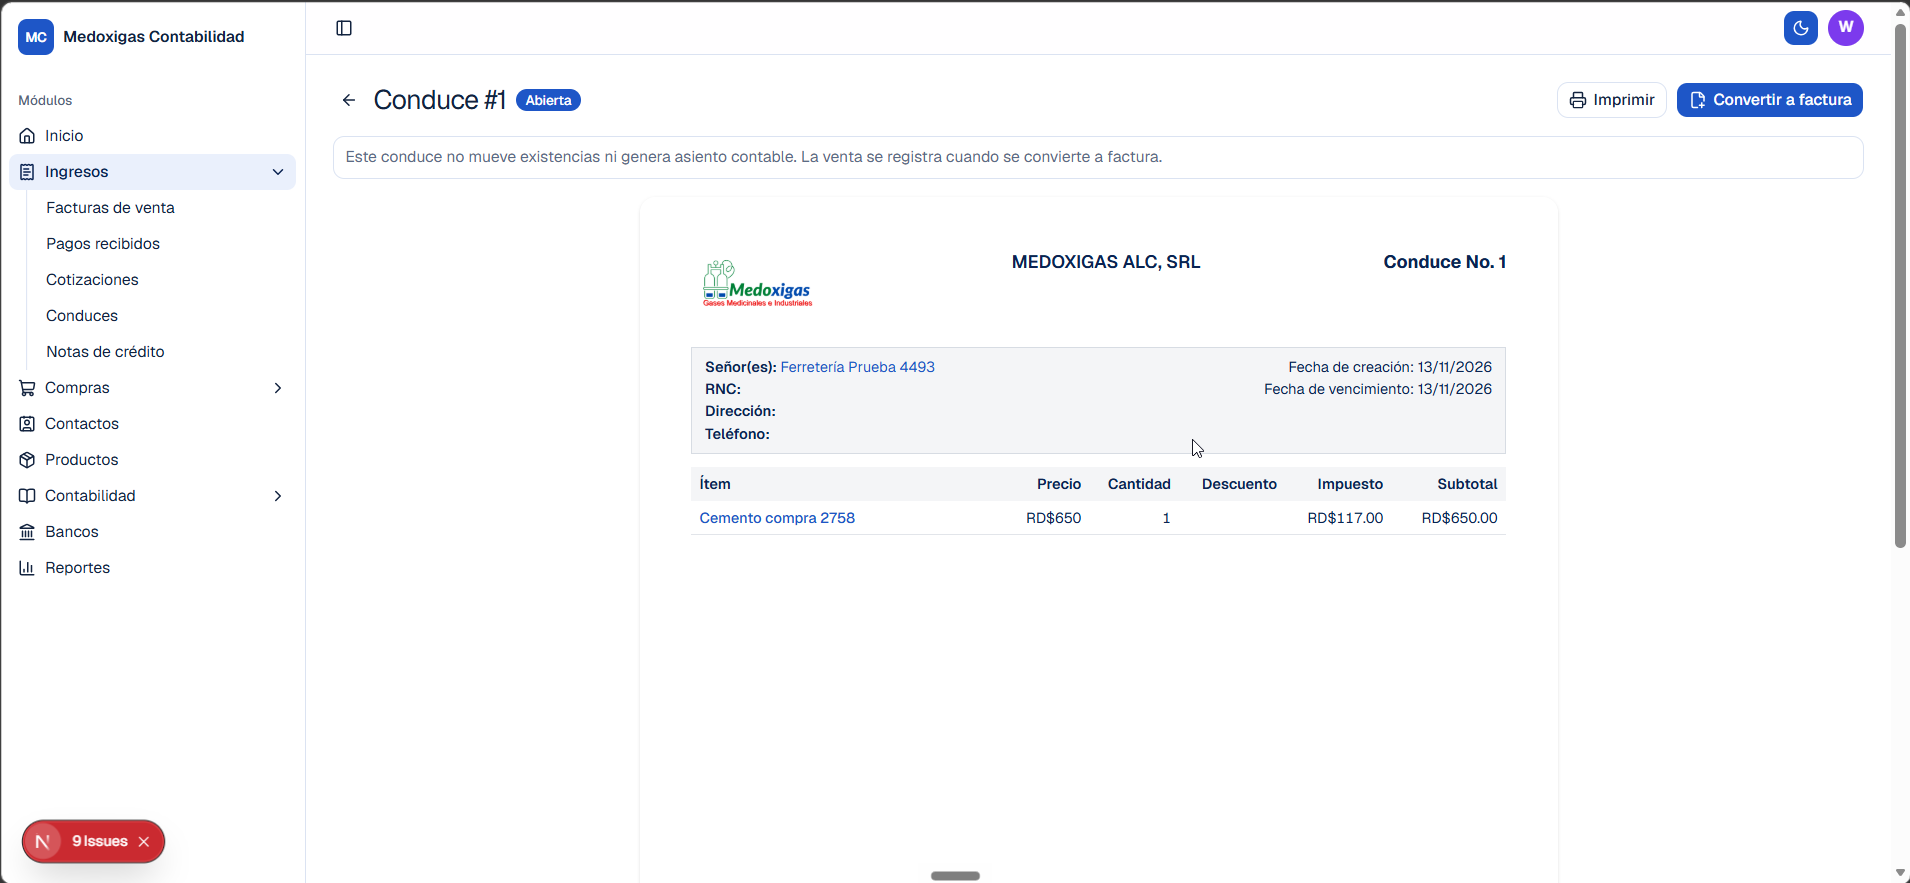 MC Medoxigas Contabilidad
W
Módulos
Inicio
Ingresos
Facturas de venta
Pagos recibidos
Cotizaciones
Conduces
Notas de crédito
Compras
Contactos
Productos
Contabilidad
Bancos
Reportes
N 9 Issues
Conduce #1 Abierta
Imprimir
Convertir a factura
Este conduce no mueve existencias ni genera asiento contable. La venta se registra cuando se convierte a factura.
Medoxigas
Gases Medicinales e Industriales
MEDOXIGAS ALC, SRL
Conduce No. 1
Señor(es): Ferretería Prueba 4493
RNC:
Dirección:
Teléfono:
Fecha de creación: 13/11/2026
Fecha de vencimiento: 13/11/2026
Ítem Precio Cantidad Descuento Impuesto Subtotal
Cemento compra 2758 RD$650 1 RD$117.00 RD$650.00